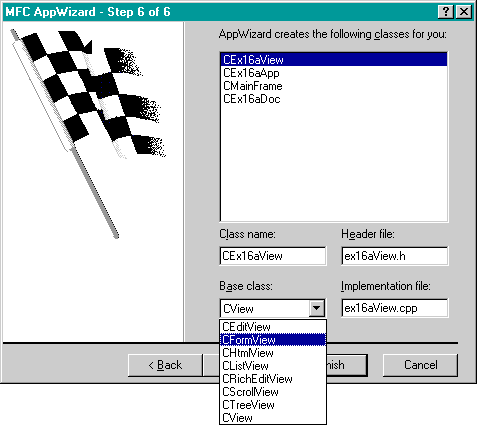 MFC AppWizard - Step 6 of 6
AppWizard creates the following classes for you:
CEx16aView
CEx16aApp
CMainFrame
CEx16aDoc
Class name:
Header file:
CEx16aView
ex16aView.h
Base class:
Implementation file:
CView
ex16aView.cpp
CEditView
CFormView
CHtmlView
CListView
CRichEditView
CScrollView
CTreeView
CView
< Back
Cancel